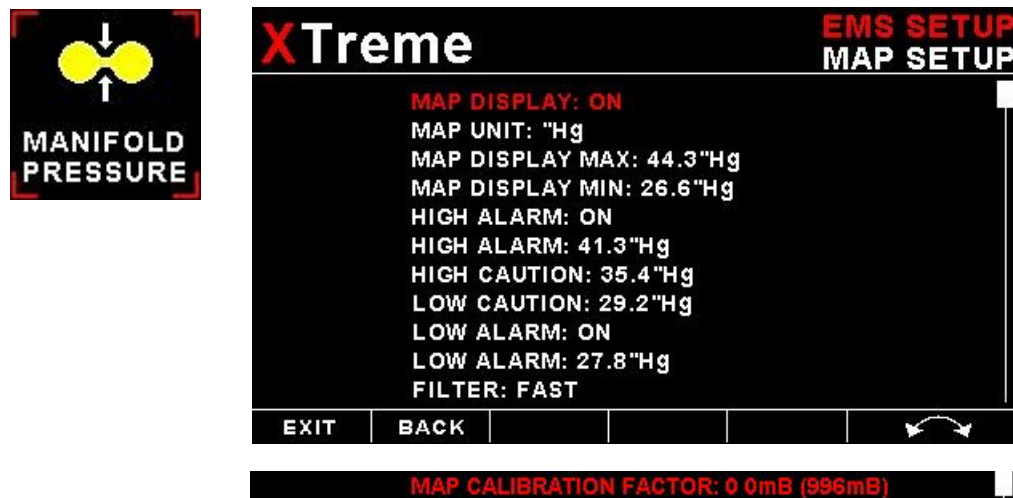 MANIFOLD
PRESSURE
XTreme
EMS SETUP
MAP SETUP
MAP DISPLAY: ON
MAP UNIT: "Hg
MAP DISPLAY MAX: 44.3"Hg
MAP DISPLAY MIN: 26.6"Hg
HIGH ALARM: ON
HIGH ALARM: 41.3"Hg
HIGH CAUTION: 35.4"Hg
LOW CAUTION: 29.2"Hg
LOW ALARM: ON
LOW ALARM: 27.8"Hg
FILTER: FAST
EXIT BACK
MAP CALIBRATION FACTOR: 0 0mB (996mB)